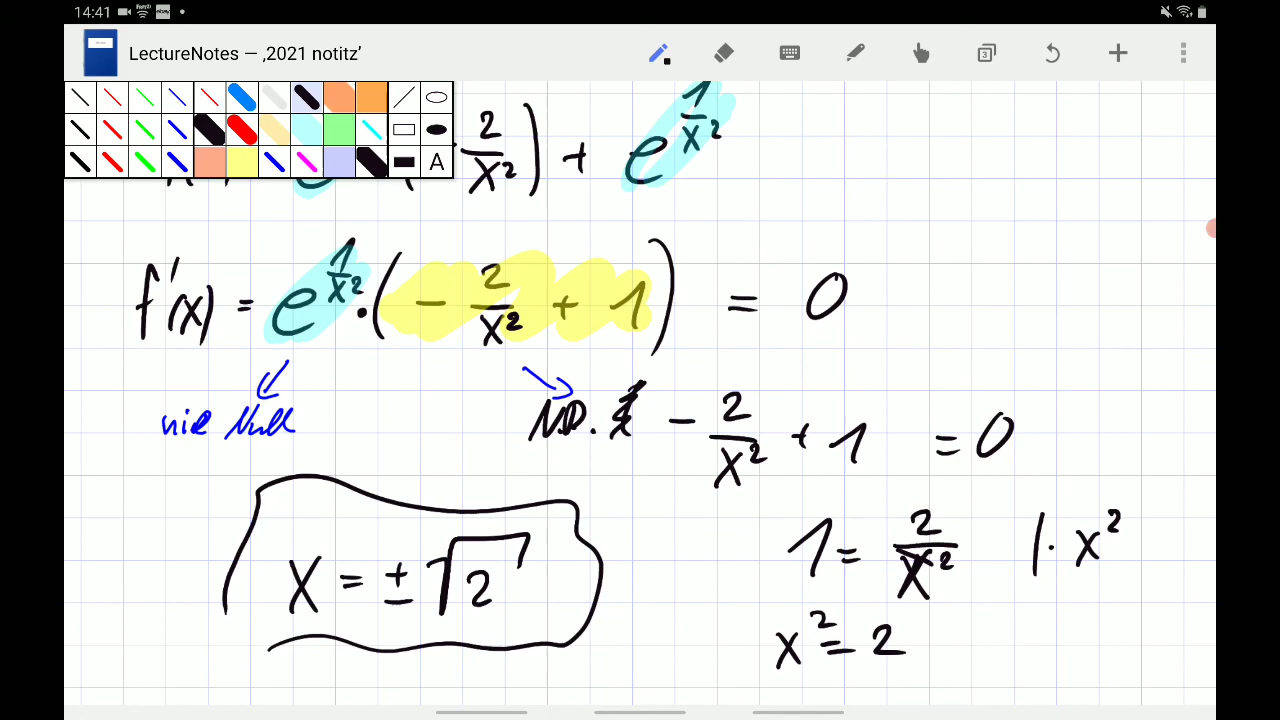 14:41
LectureNotes — ‚2021 notitz’
3
A
2/x²) + e^(1/x²)
f'(x) = e^(1/x²) · (− 2/x² + 1) = 0
nie Null
N.D. − 2/x² + 1 = 0
1 = 2/x² | · x²
x = ± √2
x² = 2